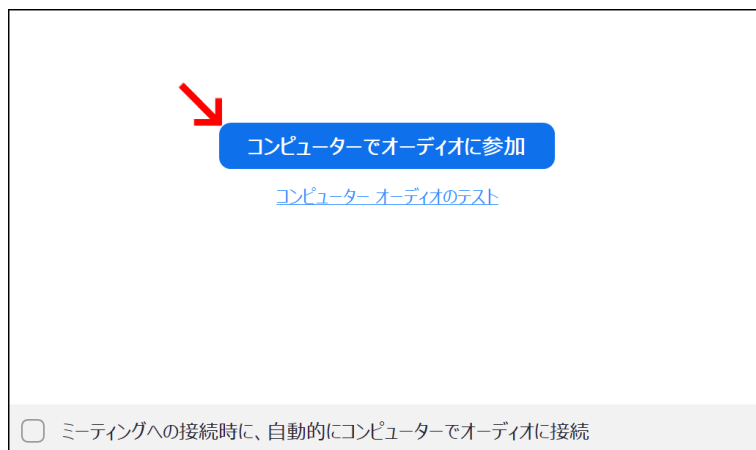 コンピューターでオーディオに参加
コンピューター オーディオのテスト
ミーティングへの接続時に、自動的にコンピューターでオーディオに接続